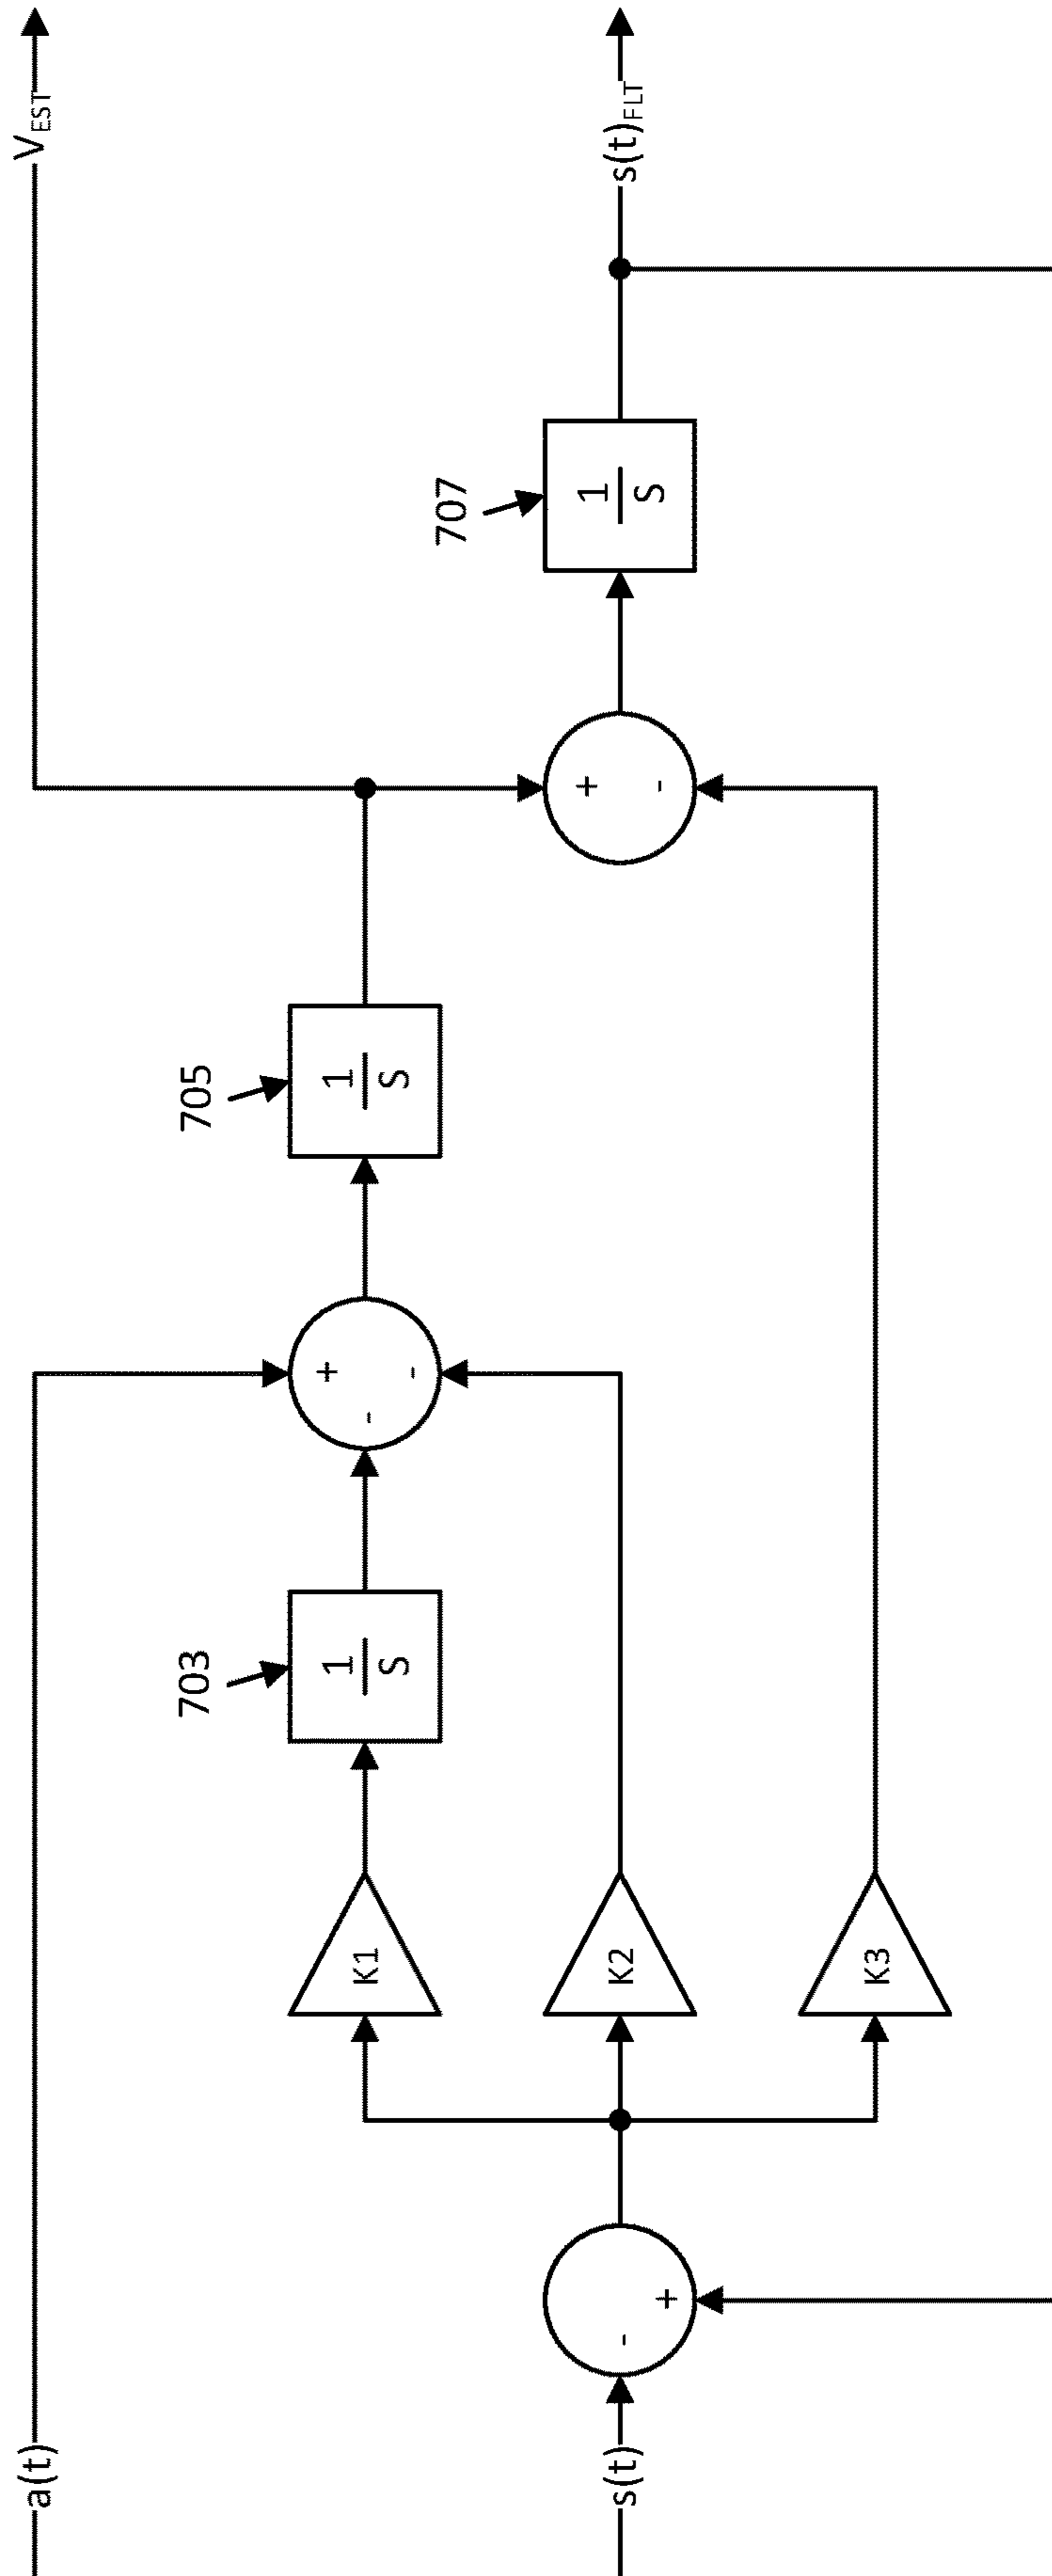 a(t)
V_EST
703
1
S
705
1
S
+
-
-
K1
s(t)
-
+
K2
+
-
707
1
S
s(t)_FLT
K3